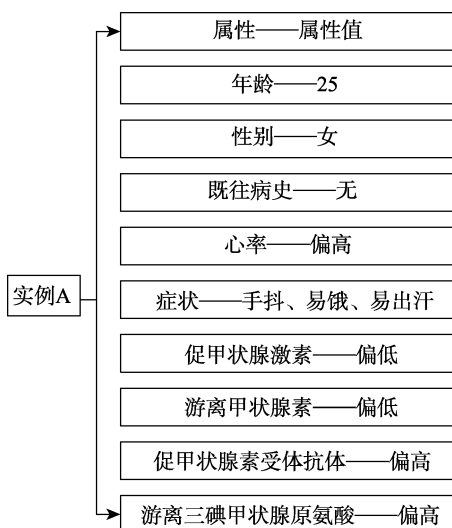 属性——属性值
年龄——25
性别——女
既往病史——无
心率——偏高
实例A
症状——手抖、易饿、易出汗
促甲状腺激素——偏低
游离甲状腺素——偏低
促甲状腺素受体抗体——偏高
游离三碘甲状腺原氨酸——偏高